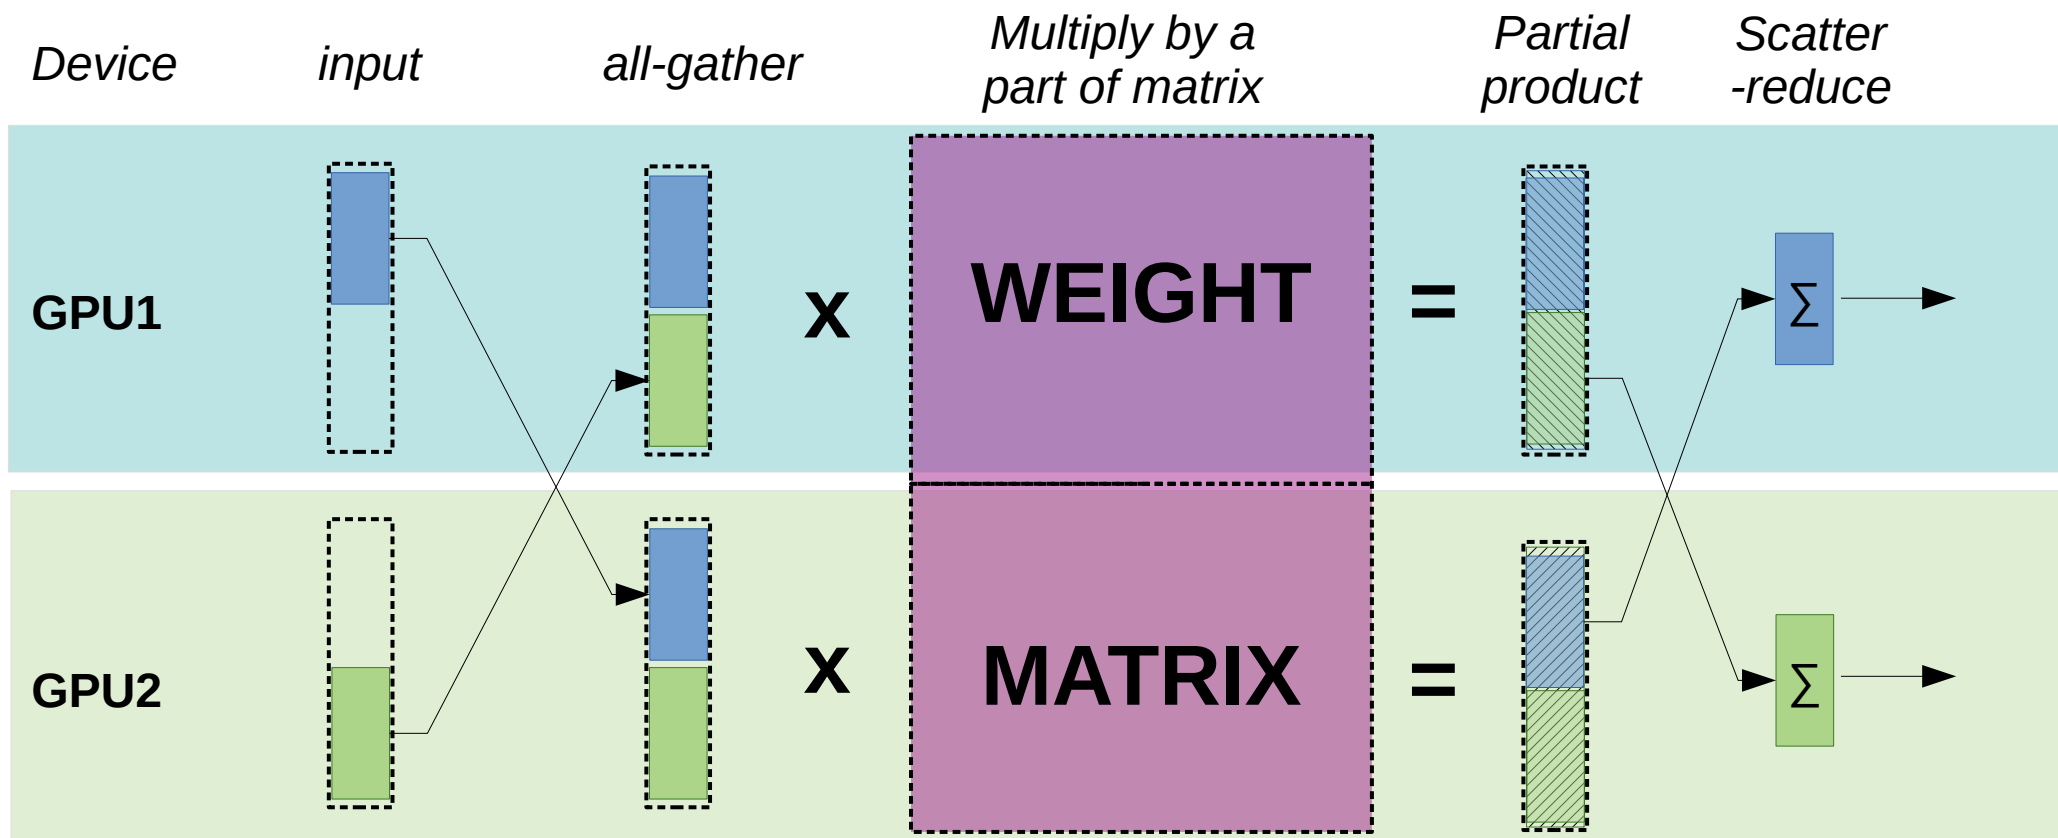 Device
input
all-gather
Multiply by a
part of matrix
Partial
product
Scatter
-reduce
GPU1
x
WEIGHT
=
∑
GPU2
x
MATRIX
=
∑